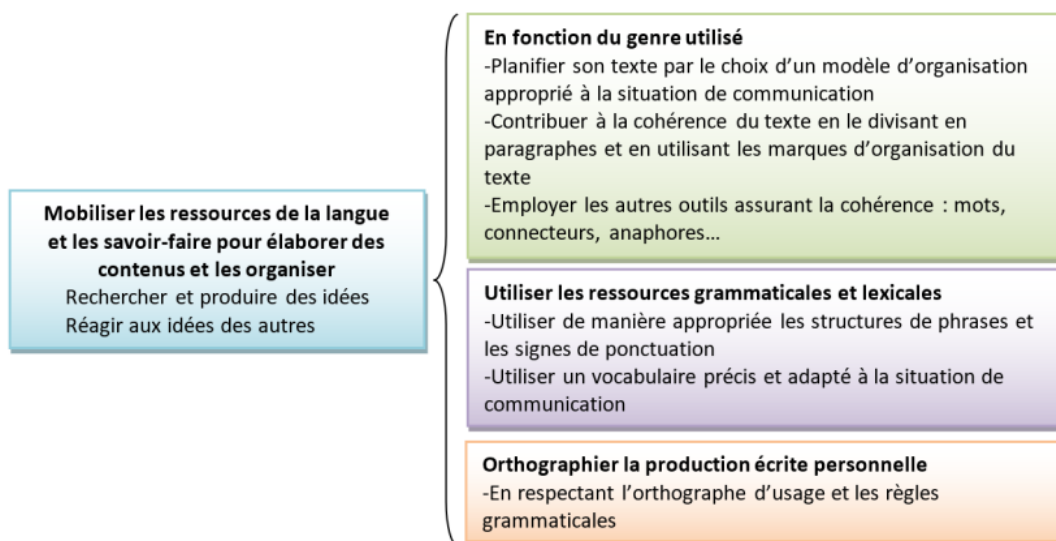 Mobiliser les ressources de la langue
et les savoir-faire pour élaborer des
contenus et les organiser
Rechercher et produire des idées
Réagir aux idées des autres
En fonction du genre utilisé
-Planifier son texte par le choix d’un modèle d’organisation
approprié à la situation de communication
-Contribuer à la cohérence du texte en le divisant en
paragraphes et en utilisant les marques d’organisation du
texte
-Employer les autres outils assurant la cohérence : mots,
connecteurs, anaphores…
Utiliser les ressources grammaticales et lexicales
-Utiliser de manière appropriée les structures de phrases et
les signes de ponctuation
-Utiliser un vocabulaire précis et adapté à la situation de
communication
Orthographier la production écrite personnelle
-En respectant l’orthographe d’usage et les règles
grammaticales